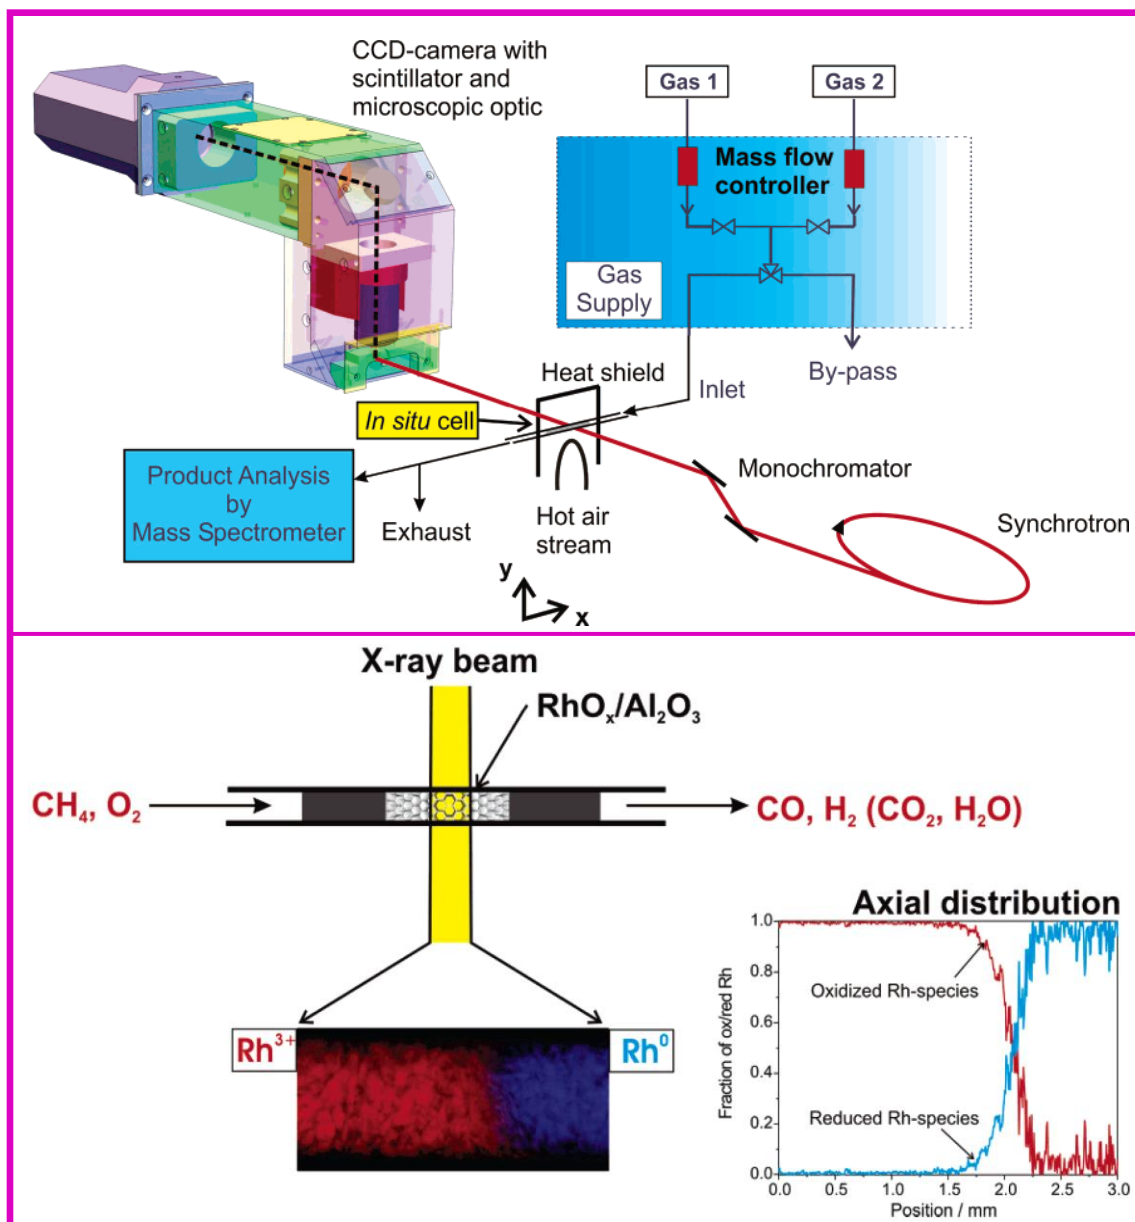 CCD-camera with
scintillator and
microscopic optic
Gas 1
Gas 2
Mass flow
controller
Gas
Supply
By-pass
Inlet
Heat shield
In situ cell
Product Analysis
by
Mass Spectrometer
Exhaust
Hot air
stream
Monochromator
Synchrotron
y
x
X-ray beam
RhOₓ/Al₂O₃
CH₄, O₂
CO, H₂ (CO₂, H₂O)
Rh³⁺
Rh⁰
Axial distribution
Fraction of ox/red Rh
1.0
0.8
0.6
0.4
0.2
0.0
Oxidized Rh-species
Reduced Rh-species
0.0 0.5 1.0 1.5 2.0 2.5 3.0
Position / mm